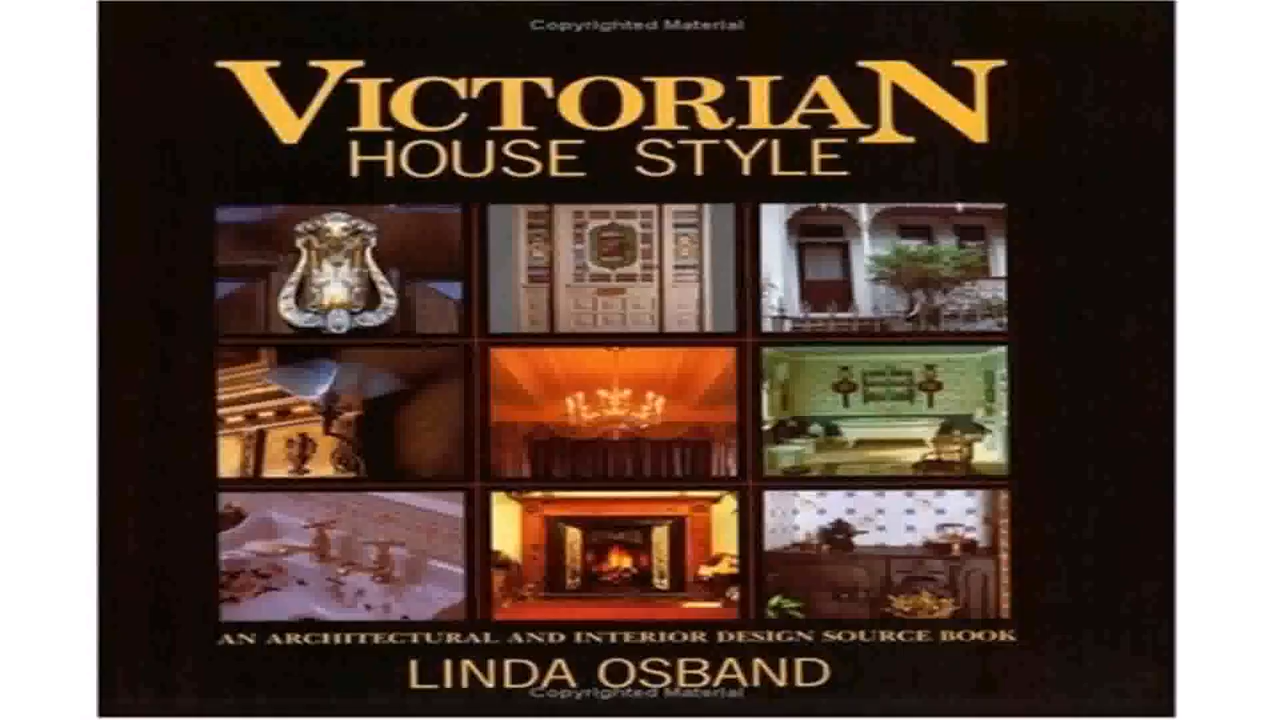 Copyrighted Material
VICTORIAN
HOUSE STYLE
AN ARCHITECTURAL AND INTERIOR DESIGN SOURCE BOOK
LINDA OSBAND
Copyrighted Material